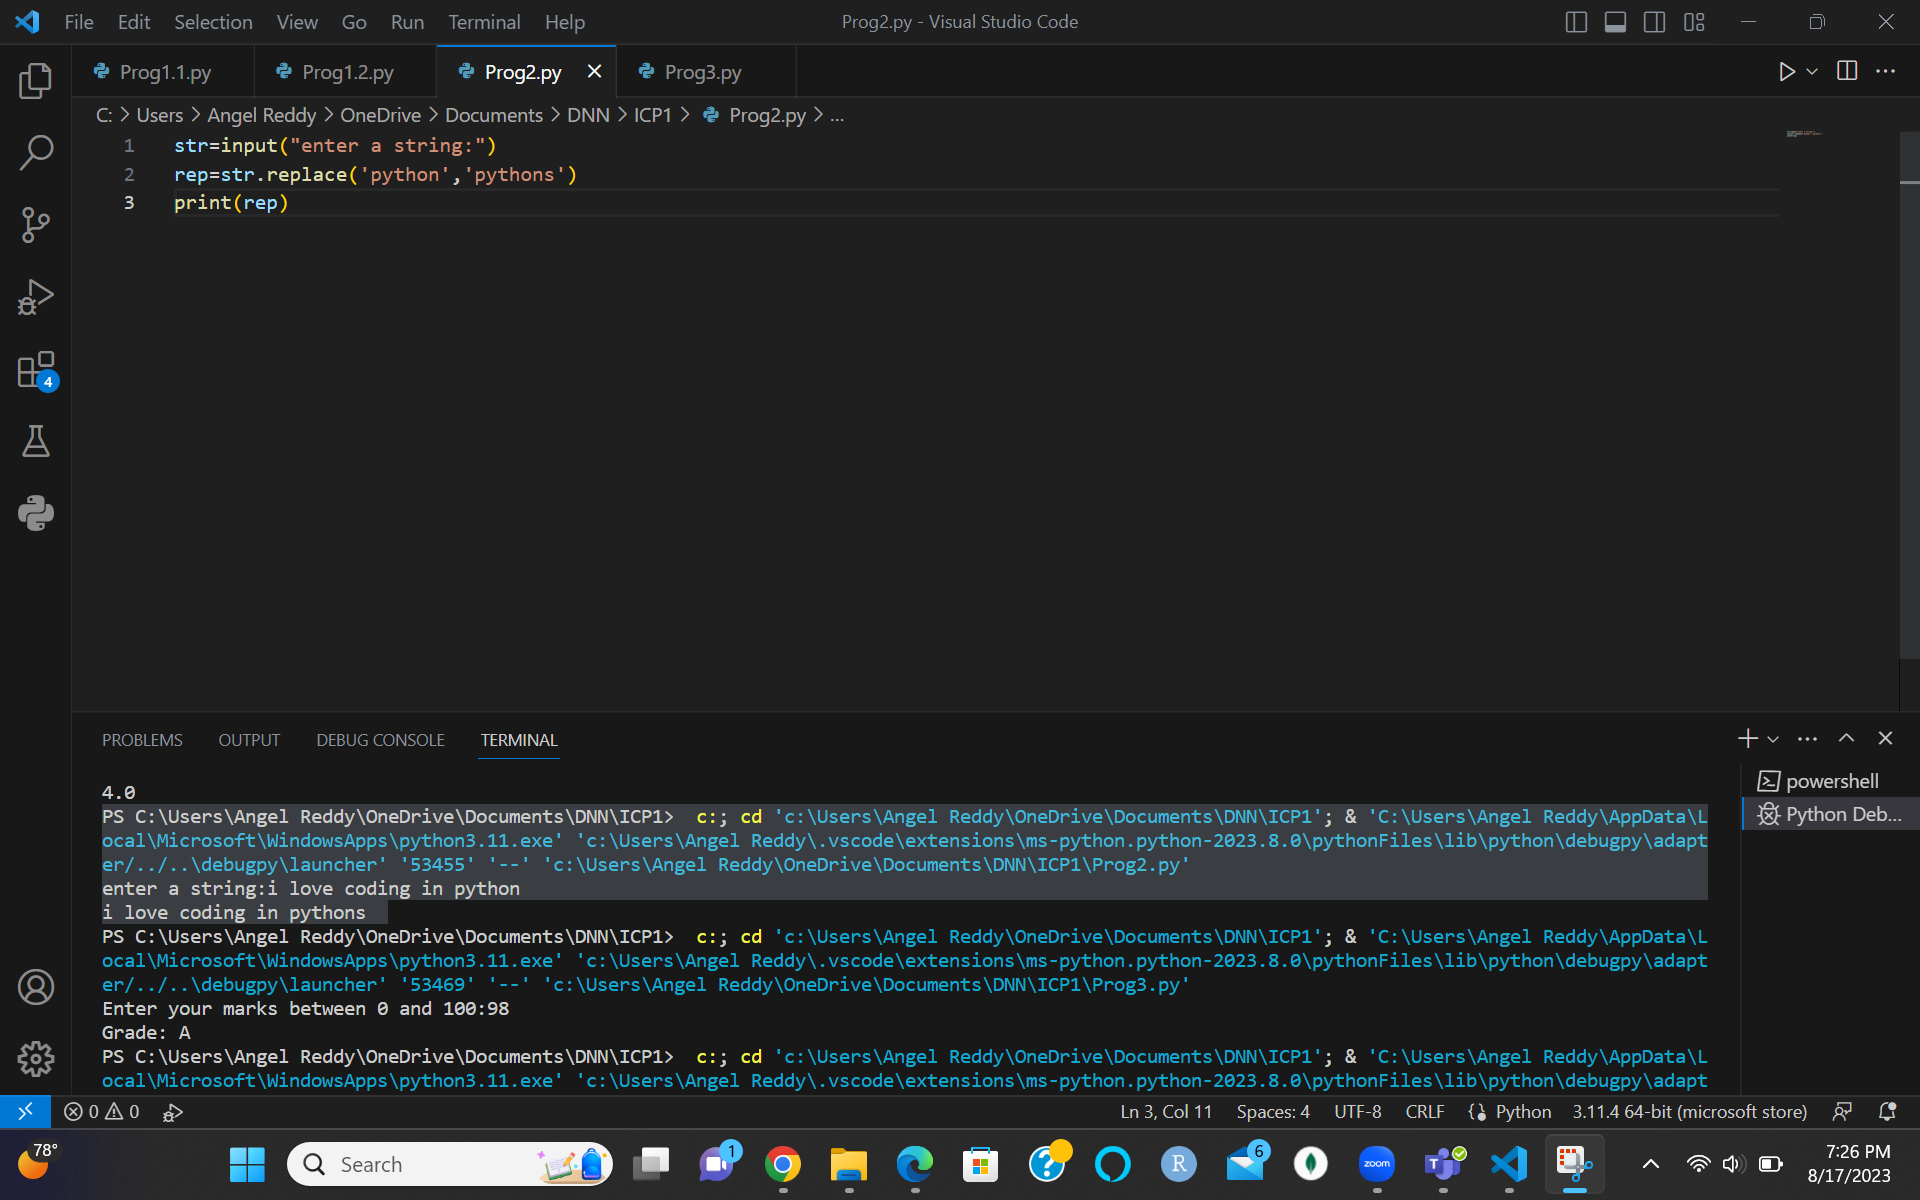 File Edit Selection View Go Run Terminal Help Prog2.py - Visual Studio Code
Prog1.1.py Prog1.2.py Prog2.py Prog3.py
C: > Users > Angel Reddy > OneDrive > Documents > DNN > ICP1 > Prog2.py > ...
1 str=input("enter a string:")
2 rep=str.replace('python','pythons')
3 print(rep)
4
PROBLEMS OUTPUT DEBUG CONSOLE TERMINAL
powershell
Python Deb...
4.0
PS C:\Users\Angel Reddy\OneDrive\Documents\DNN\ICP1>  c:; cd 'c:\Users\Angel Reddy\OneDrive\Documents\DNN\ICP1'; & 'C:\Users\Angel Reddy\AppData\L
ocal\Microsoft\WindowsApps\python3.11.exe' 'c:\Users\Angel Reddy\.vscode\extensions\ms-python.python-2023.8.0\pythonFiles\lib\python\debugpy\adapt
er/../..\debugpy\launcher' '53455' '--' 'c:\Users\Angel Reddy\OneDrive\Documents\DNN\ICP1\Prog2.py'
enter a string:i love coding in python
i love coding in pythons
PS C:\Users\Angel Reddy\OneDrive\Documents\DNN\ICP1>  c:; cd 'c:\Users\Angel Reddy\OneDrive\Documents\DNN\ICP1'; & 'C:\Users\Angel Reddy\AppData\L
ocal\Microsoft\WindowsApps\python3.11.exe' 'c:\Users\Angel Reddy\.vscode\extensions\ms-python.python-2023.8.0\pythonFiles\lib\python\debugpy\adapt
er/../..\debugpy\launcher' '53469' '--' 'c:\Users\Angel Reddy\OneDrive\Documents\DNN\ICP1\Prog3.py'
Enter your marks between 0 and 100:98
Grade: A
PS C:\Users\Angel Reddy\OneDrive\Documents\DNN\ICP1>  c:; cd 'c:\Users\Angel Reddy\OneDrive\Documents\DNN\ICP1'; & 'C:\Users\Angel Reddy\AppData\L
ocal\Microsoft\WindowsApps\python3.11.exe' 'c:\Users\Angel Reddy\.vscode\extensions\ms-python.python-2023.8.0\pythonFiles\lib\python\debugpy\adapt
0 0 Ln 3, Col 11 Spaces: 4 UTF-8 CRLF Python 3.11.4 64-bit (microsoft store)
78° Search 1 R 6 zoom T 7:26 PM
8/17/2023